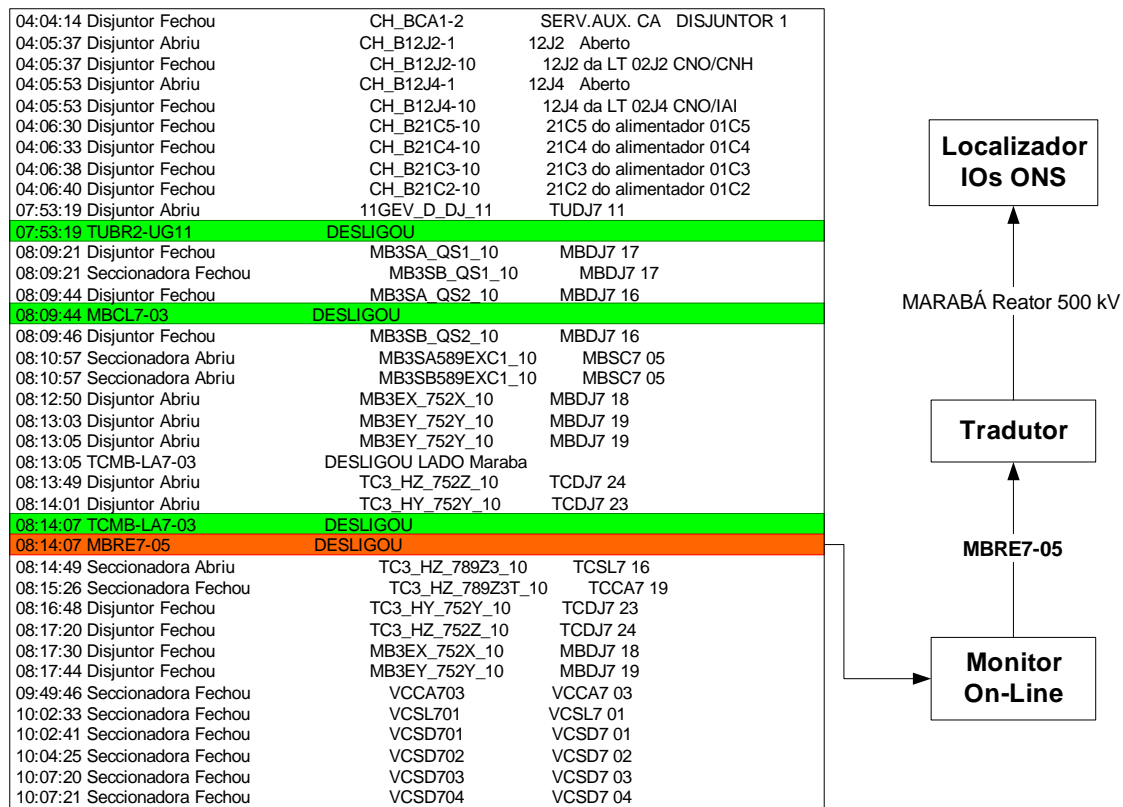 04:04:14 Disjuntor Fechou CH_BCA1-2 SERV.AUX. CA DISJUNTOR 1
04:05:37 Disjuntor Abriu CH_B12J2-1 12J2 Aberto
04:05:37 Disjuntor Fechou CH_B12J2-10 12J2 da LT 02J2 CNO/CNH
04:05:53 Disjuntor Abriu CH_B12J4-1 12J4 Aberto
04:05:53 Disjuntor Fechou CH_B12J4-10 12J4 da LT 02J4 CNO/IAI
04:06:30 Disjuntor Fechou CH_B21C5-10 21C5 do alimentador 01C5
04:06:33 Disjuntor Fechou CH_B21C4-10 21C4 do alimentador 01C4
04:06:38 Disjuntor Fechou CH_B21C3-10 21C3 do alimentador 01C3
04:06:40 Disjuntor Fechou CH_B21C2-10 21C2 do alimentador 01C2
07:53:19 Disjuntor Abriu 11GEV_D_DJ_11 TUDJ7 11
07:53:19 TUBR2-UG11 DESLIGOU
08:09:21 Disjuntor Fechou MB3SA_QS1_10 MBDJ7 17
08:09:21 Seccionadora Fechou MB3SB_QS1_10 MBDJ7 17
08:09:44 Disjuntor Fechou MB3SA_QS2_10 MBDJ7 16
08:09:44 MBCL7-03 DESLIGOU
08:09:46 Disjuntor Fechou MB3SB_QS2_10 MBDJ7 16
08:10:57 Seccionadora Abriu MB3SA589EXC1_10 MBSC7 05
08:10:57 Seccionadora Abriu MB3SB589EXC1_10 MBSC7 05
08:12:50 Disjuntor Abriu MB3EX_752X_10 MBDJ7 18
08:13:03 Disjuntor Abriu MB3EY_752Y_10 MBDJ7 19
08:13:05 Disjuntor Abriu MB3EY_752Y_10 MBDJ7 19
08:13:05 TCMB-LA7-03 DESLIGOU LADO Maraba
08:13:49 Disjuntor Abriu TC3_HZ_752Z_10 TCDJ7 24
08:14:01 Disjuntor Abriu TC3_HY_752Y_10 TCDJ7 23
08:14:07 TCMB-LA7-03 DESLIGOU
08:14:07 MBRE7-05 DESLIGOU
08:14:49 Seccionadora Abriu TC3_HZ_789Z3_10 TCSL7 16
08:15:26 Seccionadora Fechou TC3_HZ_789Z3T_10 TCCA7 19
08:16:48 Disjuntor Fechou TC3_HY_752Y_10 TCDJ7 23
08:17:20 Disjuntor Fechou TC3_HZ_752Z_10 TCDJ7 24
08:17:30 Disjuntor Fechou MB3EX_752X_10 MBDJ7 18
08:17:44 Disjuntor Fechou MB3EY_752Y_10 MBDJ7 19
09:49:46 Seccionadora Fechou VCCA703 VCCA7 03
10:02:33 Seccionadora Fechou VCSL701 VCSL7 01
10:02:41 Seccionadora Fechou VCSD701 VCSD7 01
10:04:25 Seccionadora Fechou VCSD702 VCSD7 02
10:07:20 Seccionadora Fechou VCSD703 VCSD7 03
10:07:21 Seccionadora Fechou VCSD704 VCSD7 04
Localizador
IOs ONS
MARABÁ Reator 500 kV
Tradutor
MBRE7-05
Monitor
On-Line